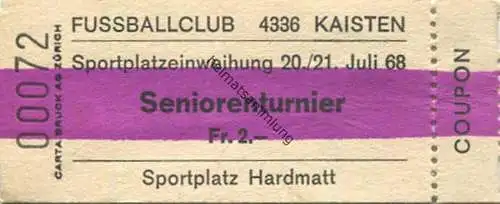 FUSSBALLCLUB 4336 KAISTEN
Sportplatzeinweihung 20./21. Juli 68
Seniorenturnier
Fr. 2.–
Sportplatz Hardmatt
00072
CARTA-DRUCK AG ZÜRICH
COUPON
heimatsammlung